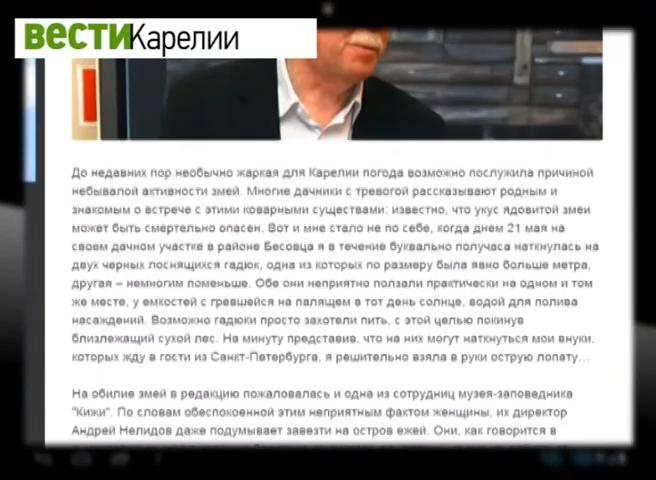 ВЕСТИ Карелии
До недавних пор необычно жаркая для Карелии погода возможно послужила причиной
небывалой активности змей. Многие дачники с тревогой рассказывают родным и
знакомым о встрече с этими коварными существами: известно, что укус ядовитой змеи
может быть смертельно опасен. Вот и мне стало не по себе, когда днем 21 мая на
своем дачном участке в районе Бесовца я в течение буквально получаса наткнулась на
двух черных лоснящихся гадюк, одна из которых по размеру была явно больше метра,
другая – немногим поменьше. Обе они неприятно ползали практически на одном и том
же месте, у емкостей с гревшейся на палящем в тот день солнце, водой для полива
насаждений. Возможно гадюки просто захотели пить, с этой целью покинув
близлежащий сухой лес. На минуту представив, что на них могут наткнуться мои внуки,
которых жду в гости из Санкт-Петербурга, я решительно взяла в руки острую лопату...
На обилие змей в редакцию пожаловалась и одна из сотрудниц музея-заповедника
"Кижи". По словам обеспокоенной этим неприятным фактом женщины, их директор
Андрей Нелидов даже подумывает завезти на остров ежей. Они, как говорится в